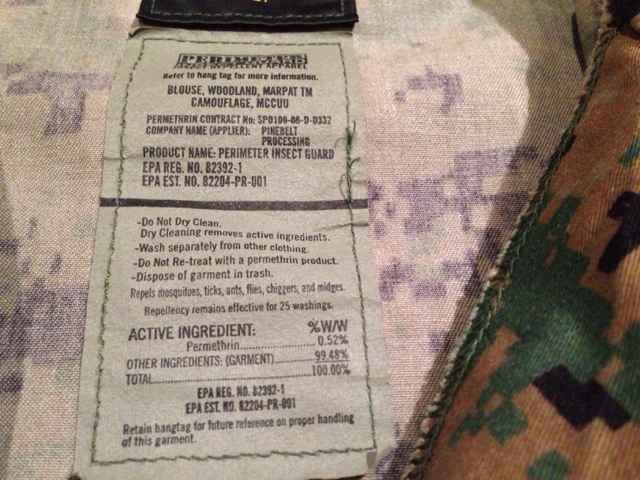 PERIMETER
INSECT REPELLENT APPAREL
Refer to hang tag for more information.
BLOUSE, WOODLAND, MARPAT TM
CAMOUFLAGE, MCCUU
PERMETHRIN CONTRACT No: SPO100-06-D-0332
COMPANY NAME (APPLIER): PINEBELT
PROCESSING
PRODUCT NAME: PERIMETER INSECT GUARD
EPA REG. NO. 82392-1
EPA EST. NO. 82204-PR-001
-Do Not Dry Clean.
Dry Cleaning removes active ingredients.
-Wash separately from other clothing.
-Do Not Re-treat with a permethrin product.
-Dispose of garment in trash.
Repels mosquitoes, ticks, ants, flies, chiggers, and midges.
Repellency remains effective for 25 washings.
ACTIVE INGREDIENT: %W/W
Permethrin..........................0.52%
OTHER INGREDIENTS: (GARMENT)..........99.48%
TOTAL..........................................100.00%
EPA REG. NO. 82392-1
EPA EST. NO. 82204-PR-001
Retain hangtag for future reference on proper handling
of this garment.